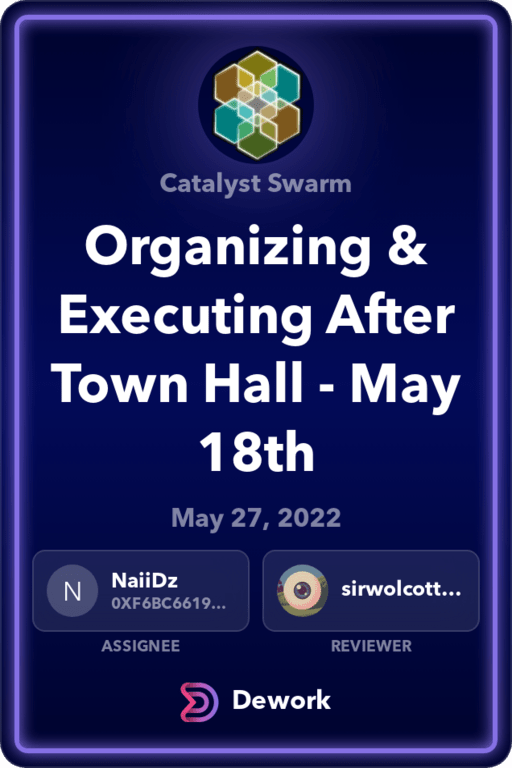 Catalyst Swarm
Organizing &
Executing After
Town Hall - May
18th
May 27, 2022
N
NaiiDz
0XF6BC6619...
sirwolcott...
ASSIGNEE
REVIEWER
Dework